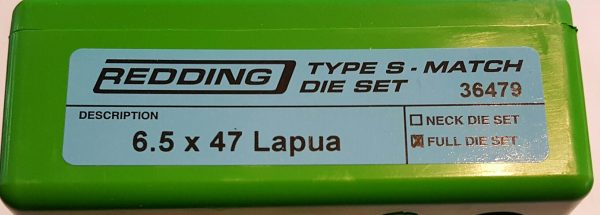 REDDING TYPE S - MATCH
DIE SET 36479
DESCRIPTION
6.5 x 47 Lapua
☐ NECK DIE SET
☒ FULL DIE SET